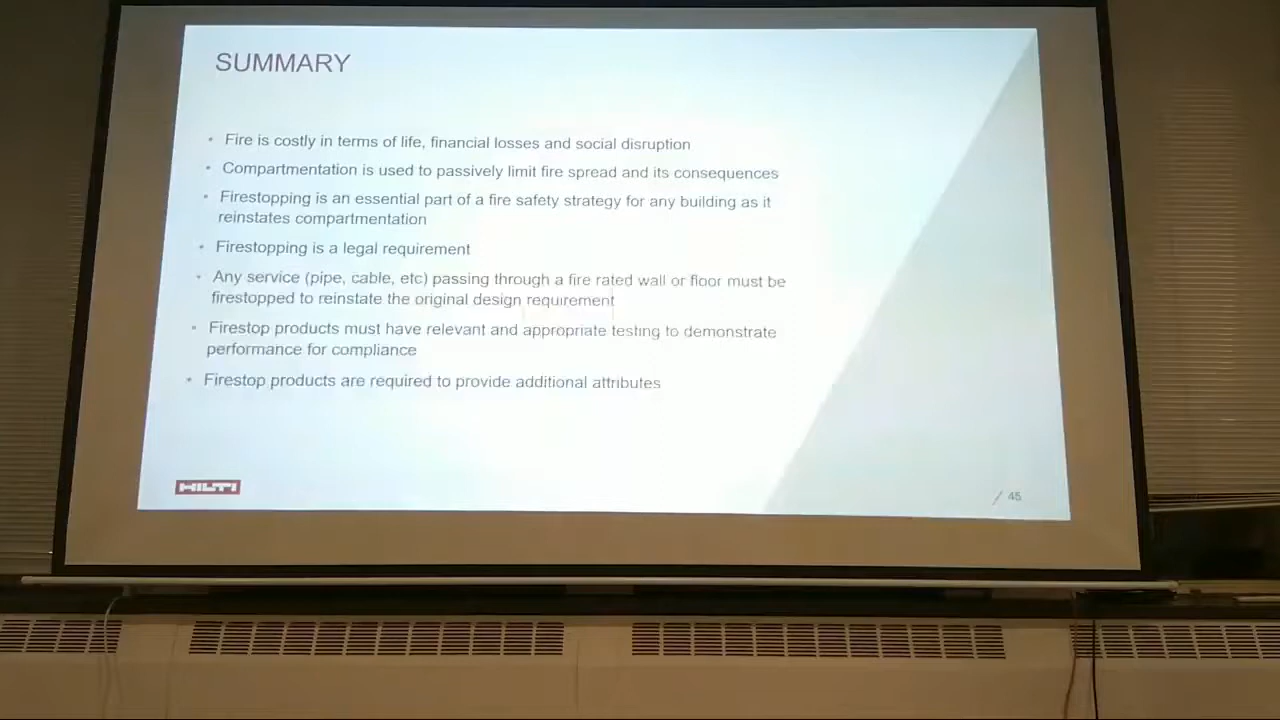 SUMMARY
• Fire is costly in terms of life, financial losses and social disruption
• Compartmentation is used to passively limit fire spread and its consequences
• Firestopping is an essential part of a fire safety strategy for any building as it
reinstates compartmentation
• Firestopping is a legal requirement
• Any service (pipe, cable, etc) passing through a fire rated wall or floor must be
firestopped to reinstate the original design requirement
• Firestop products must have relevant and appropriate testing to demonstrate
performance for compliance
• Firestop products are required to provide additional attributes
HILTI
/ 45